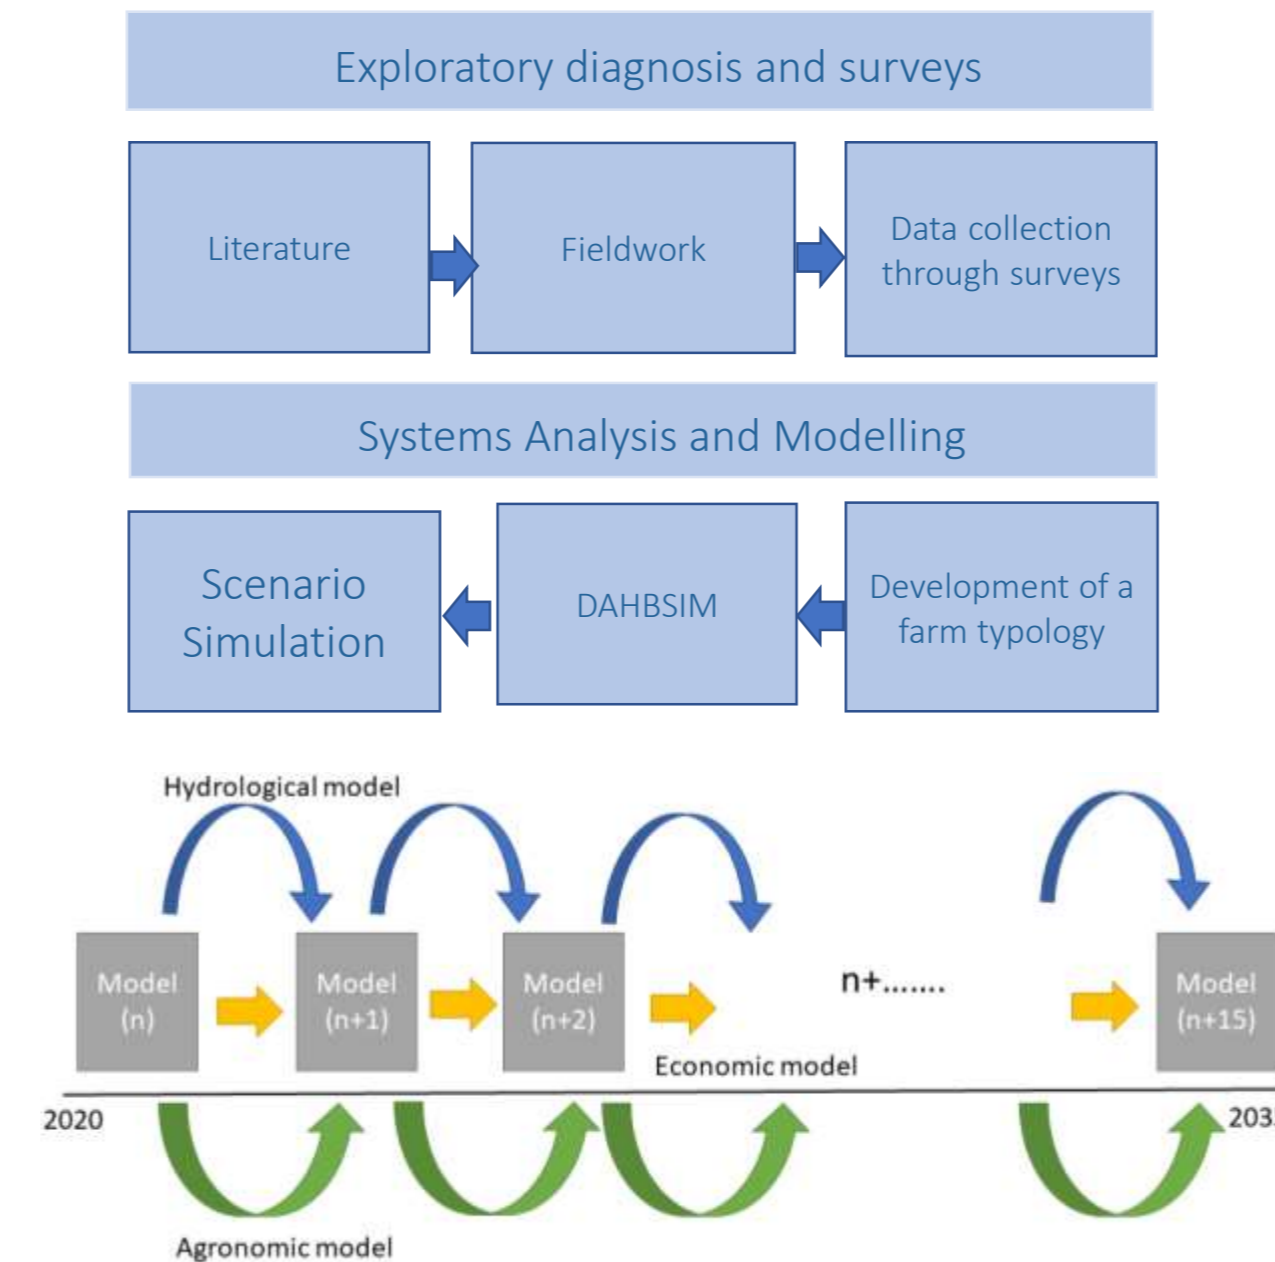 Exploratory diagnosis and surveys
Literature
Fieldwork
Data collection
through surveys
Systems Analysis and Modelling
Scenario
Simulation
DAHBSIM
Development of a
farm typology
Hydrological model
Model
(n)
Model
(n+1)
Model
(n+2)
n+.......
Model
(n+15)
Economic model
2020
Agronomic model